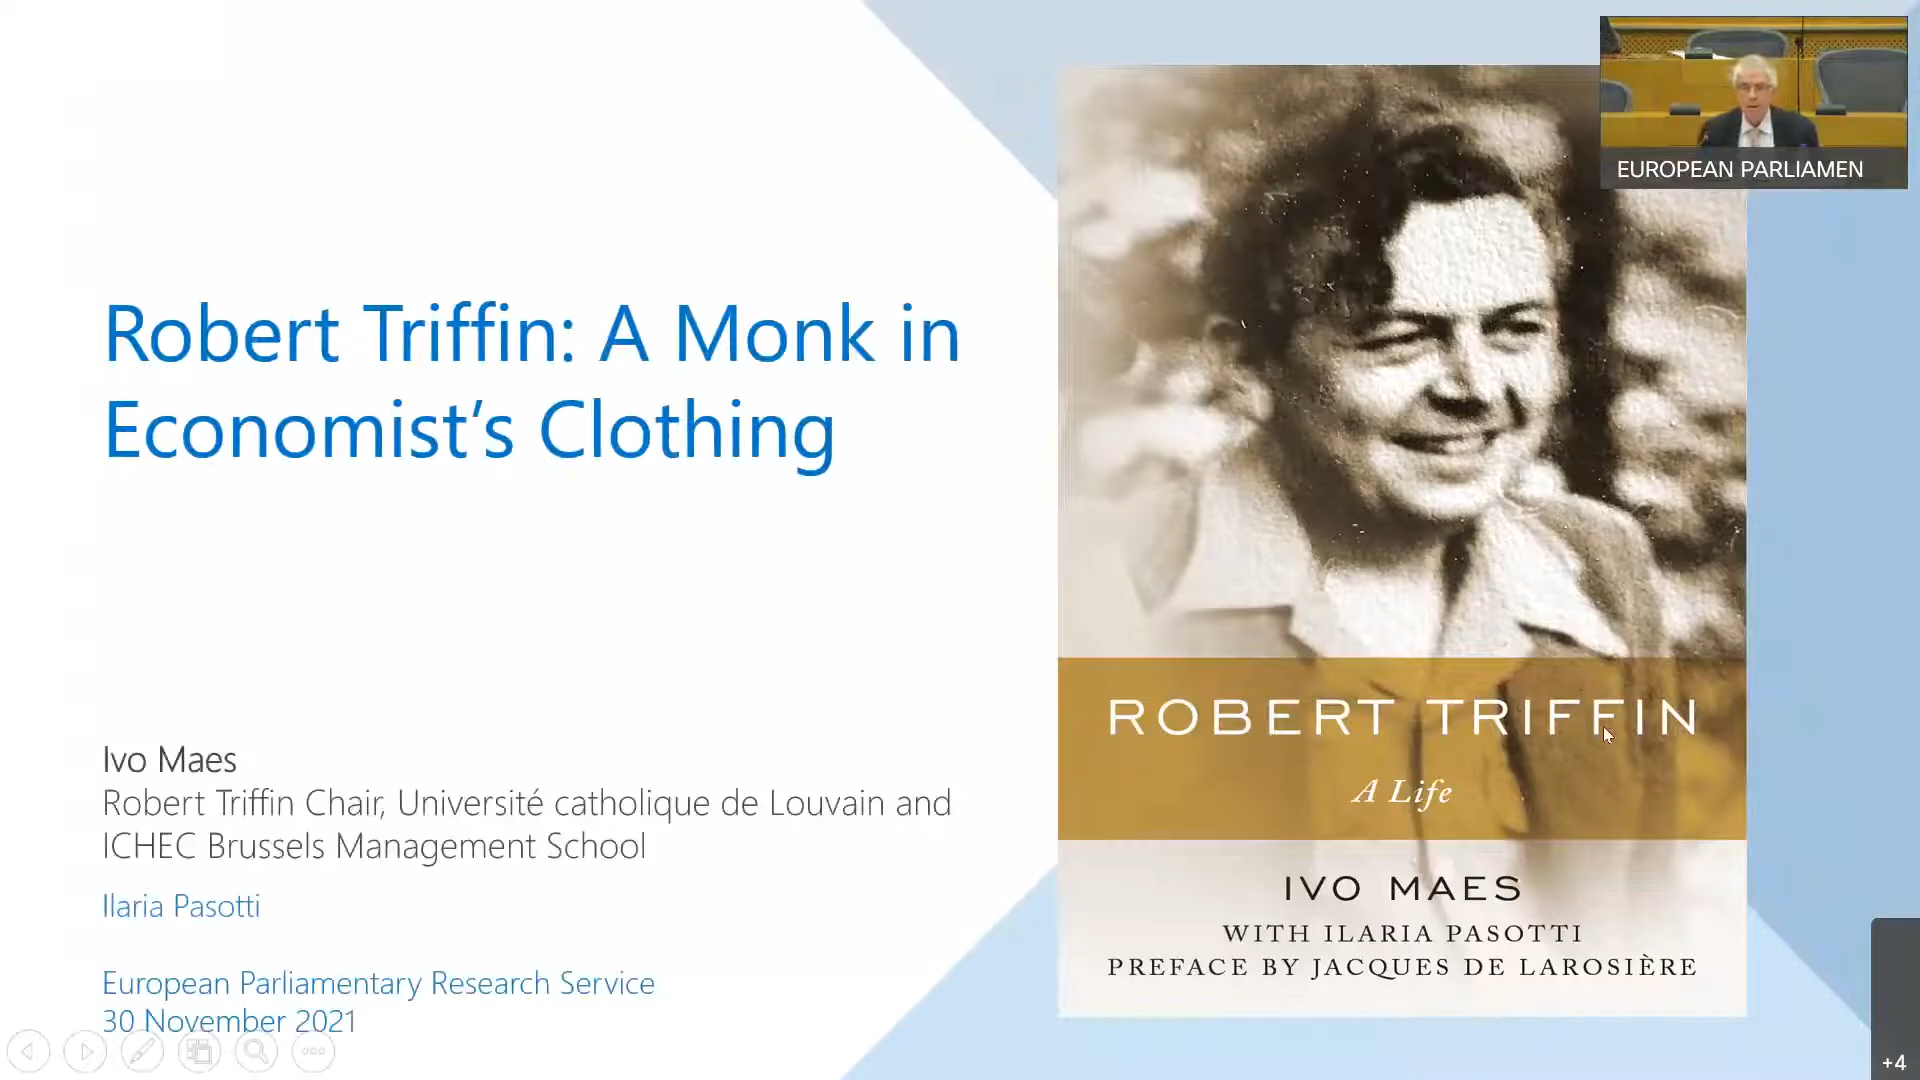 Robert Triffin: A Monk in
Economist’s Clothing
Ivo Maes
Robert Triffin Chair, Université catholique de Louvain and
ICHEC Brussels Management School
Ilaria Pasotti
European Parliamentary Research Service
30 November 2021
EUROPEAN PARLIAMEN
ROBERT TRIFFIN
A Life
IVO MAES
WITH ILARIA PASOTTI
PREFACE BY JACQUES DE LAROSIÈRE
+4